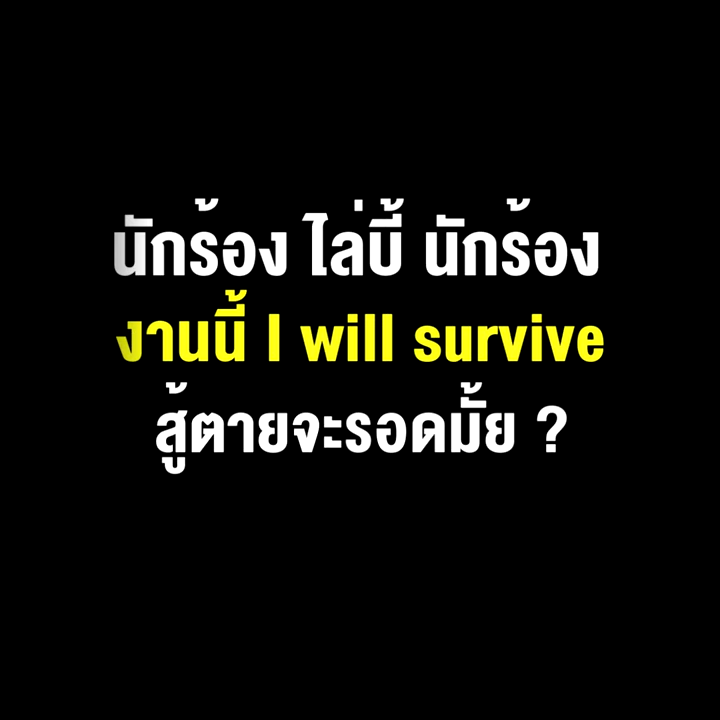 นักร้อง ไล่บี้ นักร้อง
งานนี้ I will survive
สู้ตายจะรอดมั้ย ?